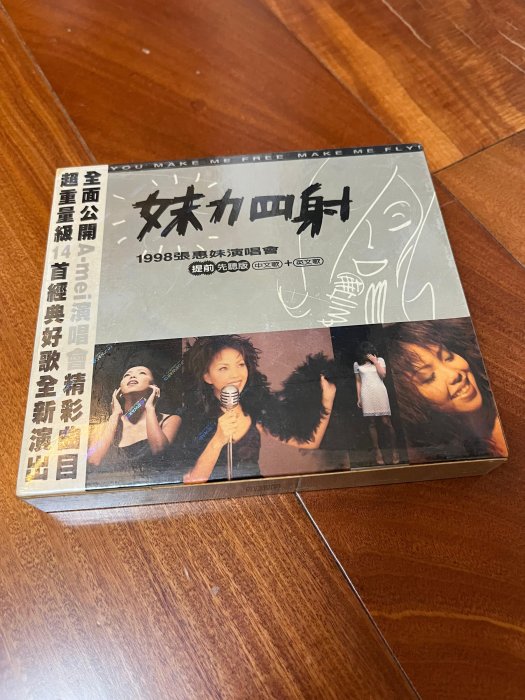 YOU MAKE ME FREE MAKE ME FLY!
妹力四射
1998張惠妹演唱會
提前 先聽版 中文歌+英文歌
全面公開A-mei演唱會精彩曲目
超重量級14首經典好歌全新演出